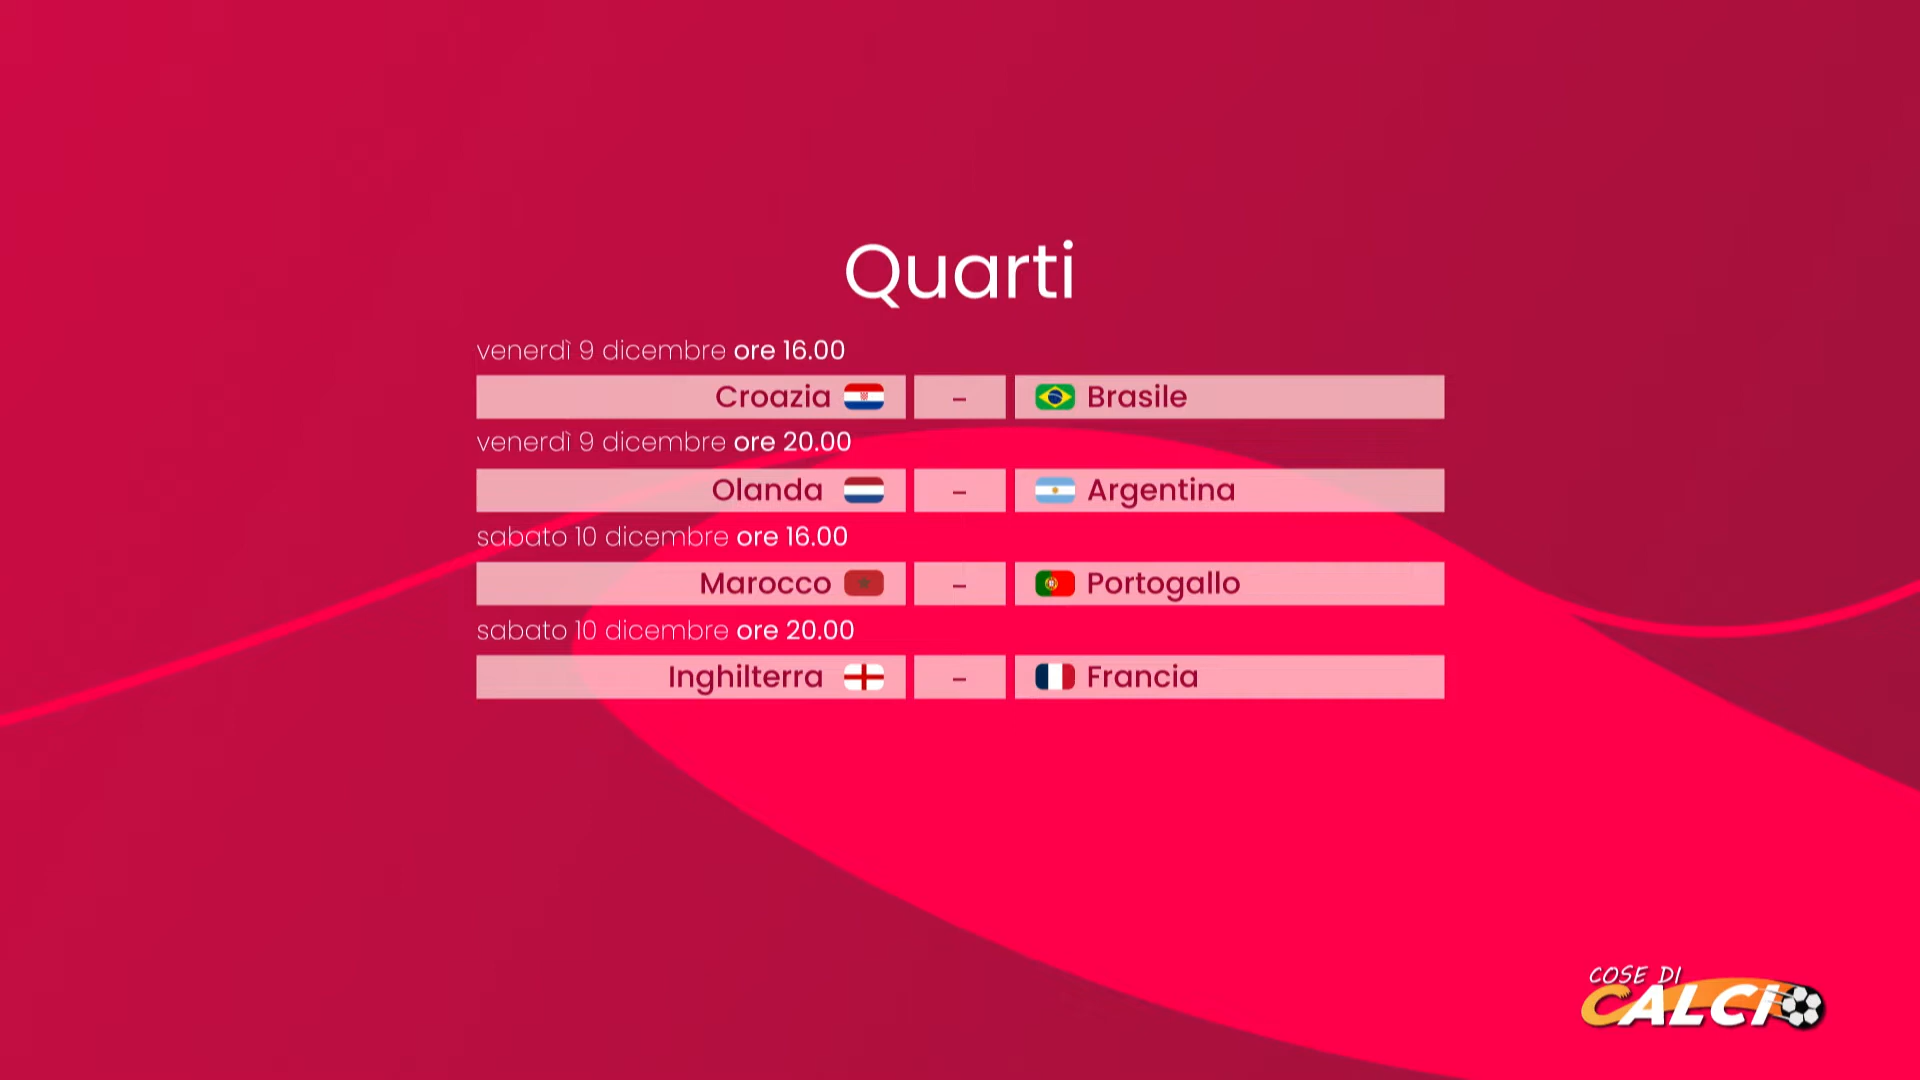 Quarti
venerdì 9 dicembre ore 16.00
Croazia - Brasile
venerdì 9 dicembre ore 20.00
Olanda - Argentina
sabato 10 dicembre ore 16.00
Marocco - Portogallo
sabato 10 dicembre ore 20.00
Inghilterra - Francia
COSE DI
CALCIO